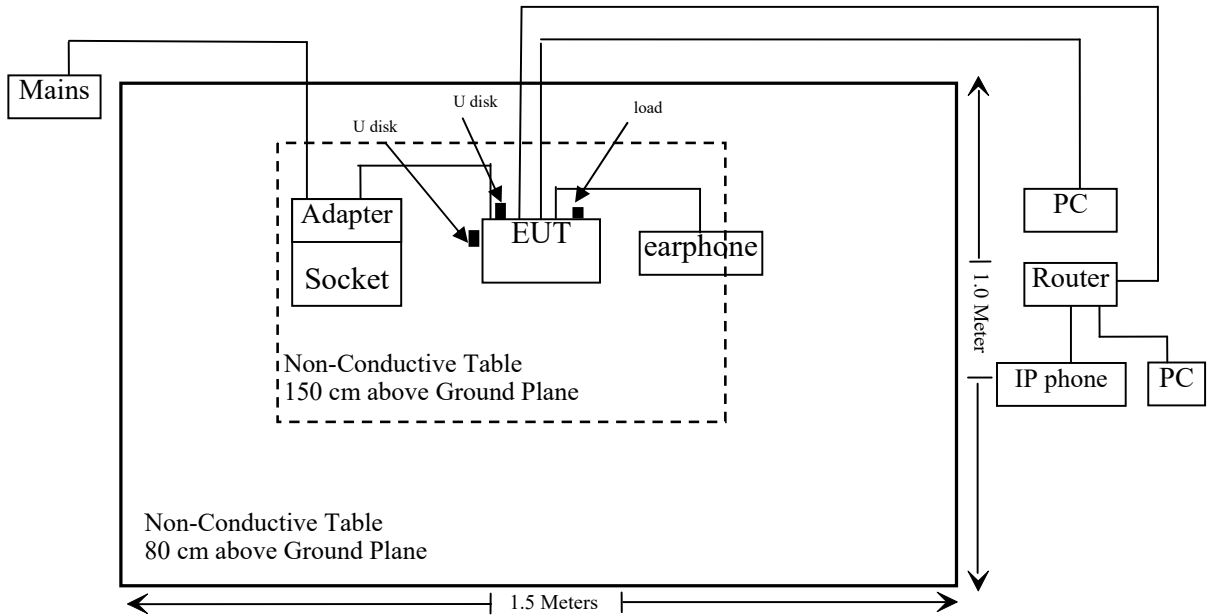 Mains
U disk
U disk
load
Adapter
Socket
EUT
earphone
PC
Router
IP phone
PC
1.0 Meter
Non-Conductive Table
150 cm above Ground Plane
Non-Conductive Table
80 cm above Ground Plane
1.5 Meters